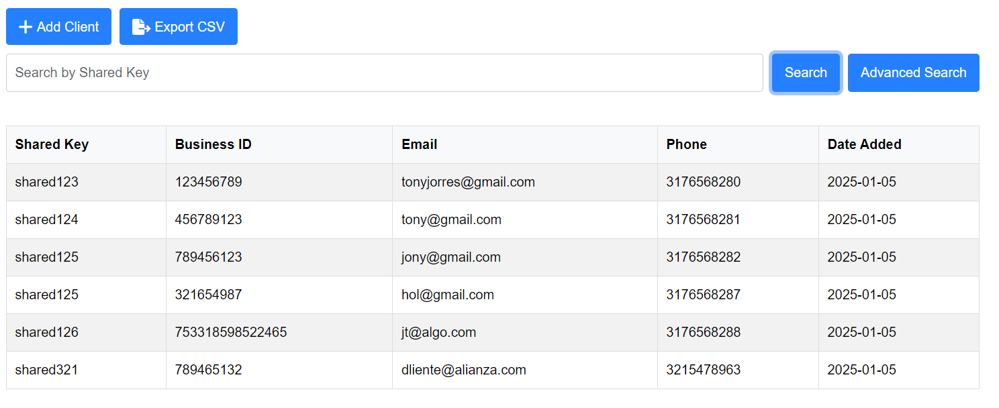 Add Client Export CSV
Search by Shared Key Search Advanced Search
Shared Key Business ID Email Phone Date Added
shared123 123456789 tonyjorres@gmail.com 3176568280 2025-01-05
shared124 456789123 tony@gmail.com 3176568281 2025-01-05
shared125 789456123 jony@gmail.com 3176568282 2025-01-05
shared125 321654987 hol@gmail.com 3176568287 2025-01-05
shared126 753318598522465 jt@algo.com 3176568288 2025-01-05
shared321 789465132 dliente@alianza.com 3215478963 2025-01-05